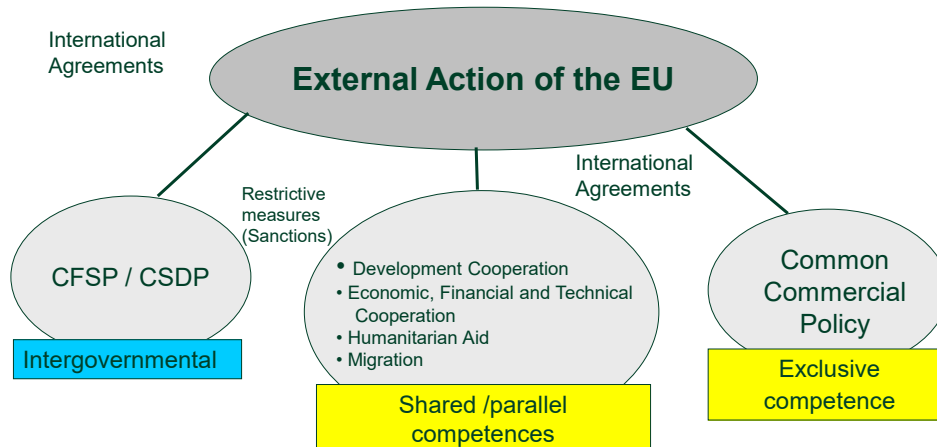 International
Agreements
External Action of the EU
International
Agreements
Restrictive
measures
(Sanctions)
CFSP / CSDP
• Development Cooperation
• Economic, Financial and Technical
Cooperation
• Humanitarian Aid
• Migration
Common
Commercial
Policy
Intergovernmental
Shared /parallel
competences
Exclusive
competence